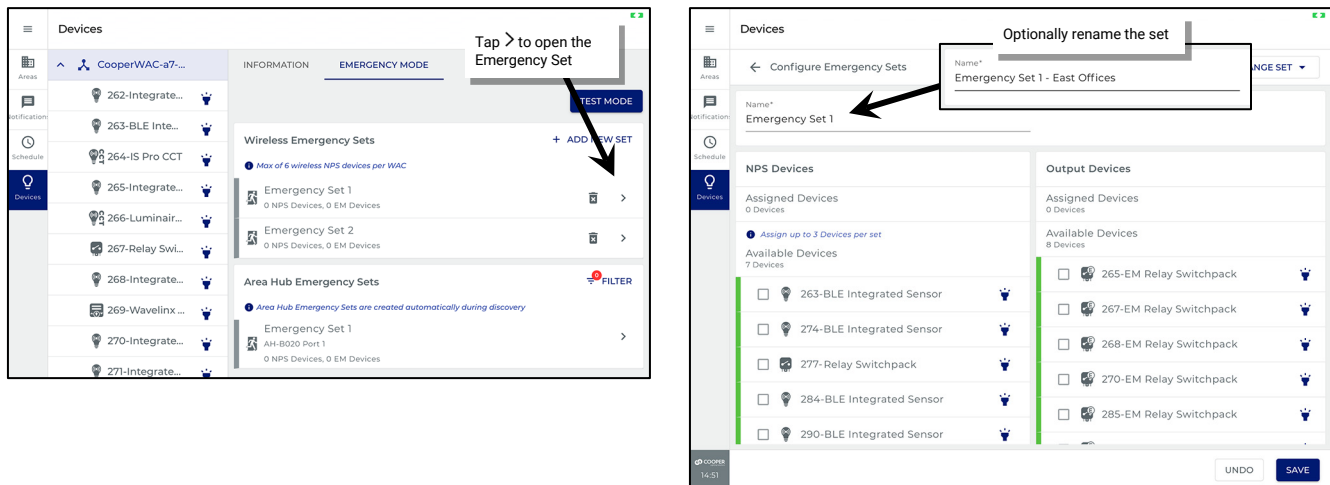 Devices
Tap > to open the
Emergency Set
Areas
Notification
Schedule
Devices
CooperWAC-a7-...
262-Integrate...
263-BLE Inte...
264-IS Pro CCT
265-Integrate...
266-Luminair...
267-Relay Swi...
268-Integrate...
269-Wavelinx ...
270-Integrate...
271-Integrate...
INFORMATION
EMERGENCY MODE
TEST MODE
Wireless Emergency Sets
+ ADD NEW SET
Max of 6 wireless NPS devices per WAC
Emergency Set 1
0 NPS Devices, 0 EM Devices
Emergency Set 2
0 NPS Devices, 0 EM Devices
Area Hub Emergency Sets
0
FILTER
Area Hub Emergency Sets are created automatically during discovery
Emergency Set 1
AH-B020 Port 1
0 NPS Devices, 0 EM Devices
Devices
Optionally rename the set
Areas
Notification
Schedule
Devices
COOPER
14:51
Configure Emergency Sets
Name*
Emergency Set 1 - East Offices
NGE SET
Name*
Emergency Set 1
NPS Devices
Assigned Devices
0 Devices
Assign up to 3 Devices per set
Available Devices
7 Devices
263-BLE Integrated Sensor
274-BLE Integrated Sensor
277-Relay Switchpack
284-BLE Integrated Sensor
290-BLE Integrated Sensor
Output Devices
Assigned Devices
0 Devices
Available Devices
8 Devices
265-EM Relay Switchpack
267-EM Relay Switchpack
268-EM Relay Switchpack
270-EM Relay Switchpack
285-EM Relay Switchpack
UNDO
SAVE